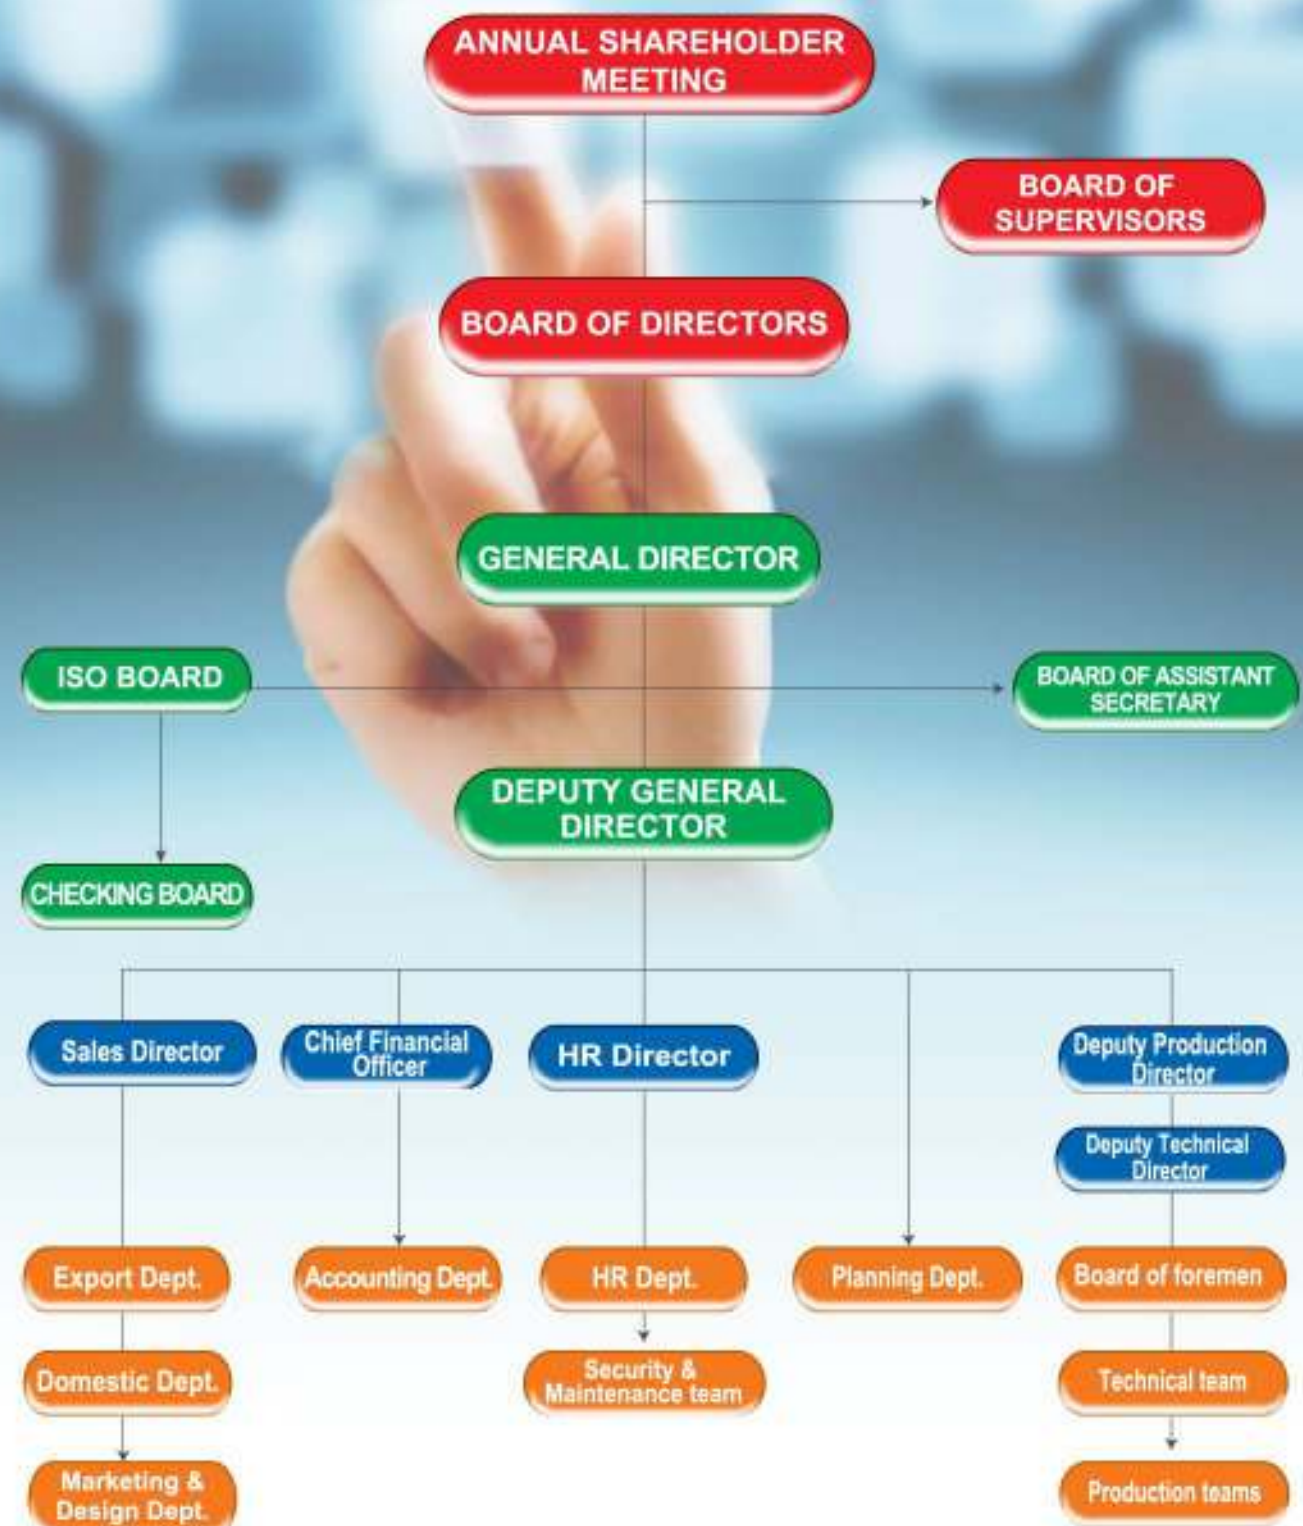 ANNUAL SHAREHOLDER
MEETING
BOARD OF
SUPERVISORS
BOARD OF DIRECTORS
GENERAL DIRECTOR
ISO BOARD
BOARD OF ASSISTANT
SECRETARY
DEPUTY GENERAL
DIRECTOR
CHECKING BOARD
Sales Director
Chief Financial
Officer
HR Director
Deputy Production
Director
Deputy Technical
Director
Export Dept.
Accounting Dept.
HR Dept.
Planning Dept.
Board of foremen
Domestic Dept.
Security &
Maintenance team
Technical team
Marketing &
Design Dept.
Production teams